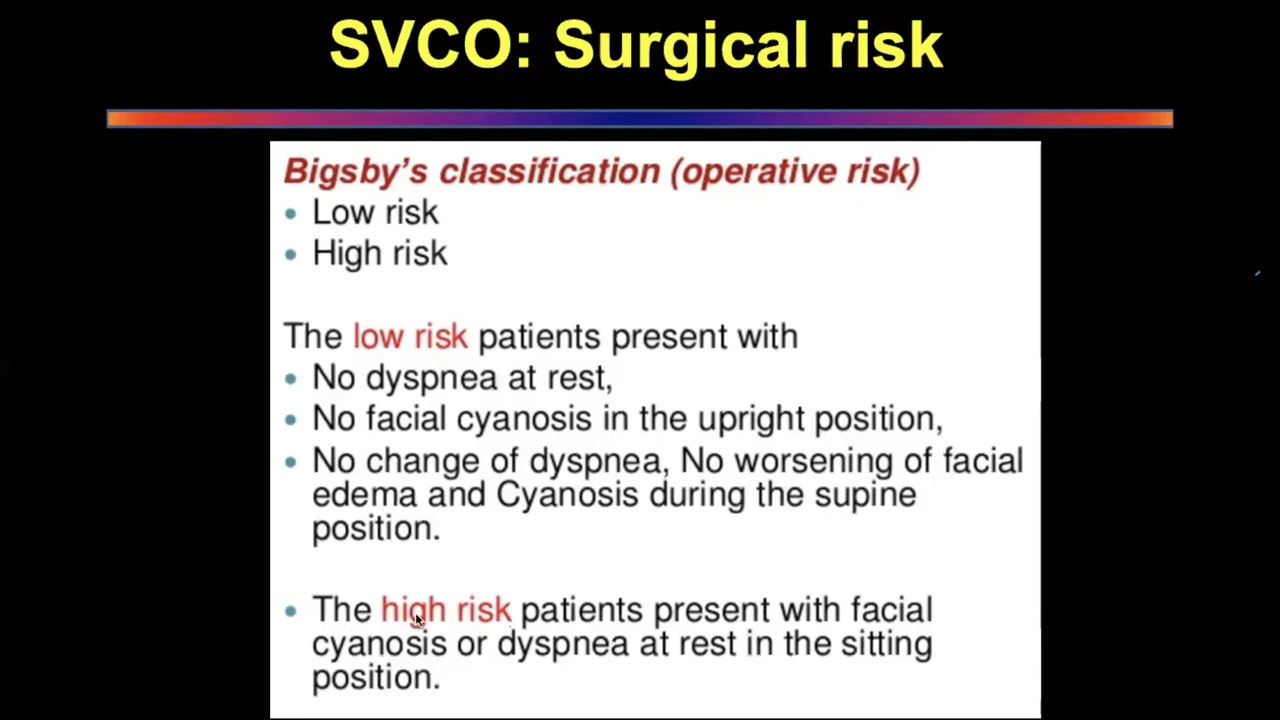 SVCO: Surgical risk
Bigsby’s classification (operative risk)
• Low risk
• High risk
The low risk patients present with
• No dyspnea at rest,
• No facial cyanosis in the upright position,
• No change of dyspnea, No worsening of facial
edema and Cyanosis during the supine
position.
• The high risk patients present with facial
cyanosis or dyspnea at rest in the sitting
position.